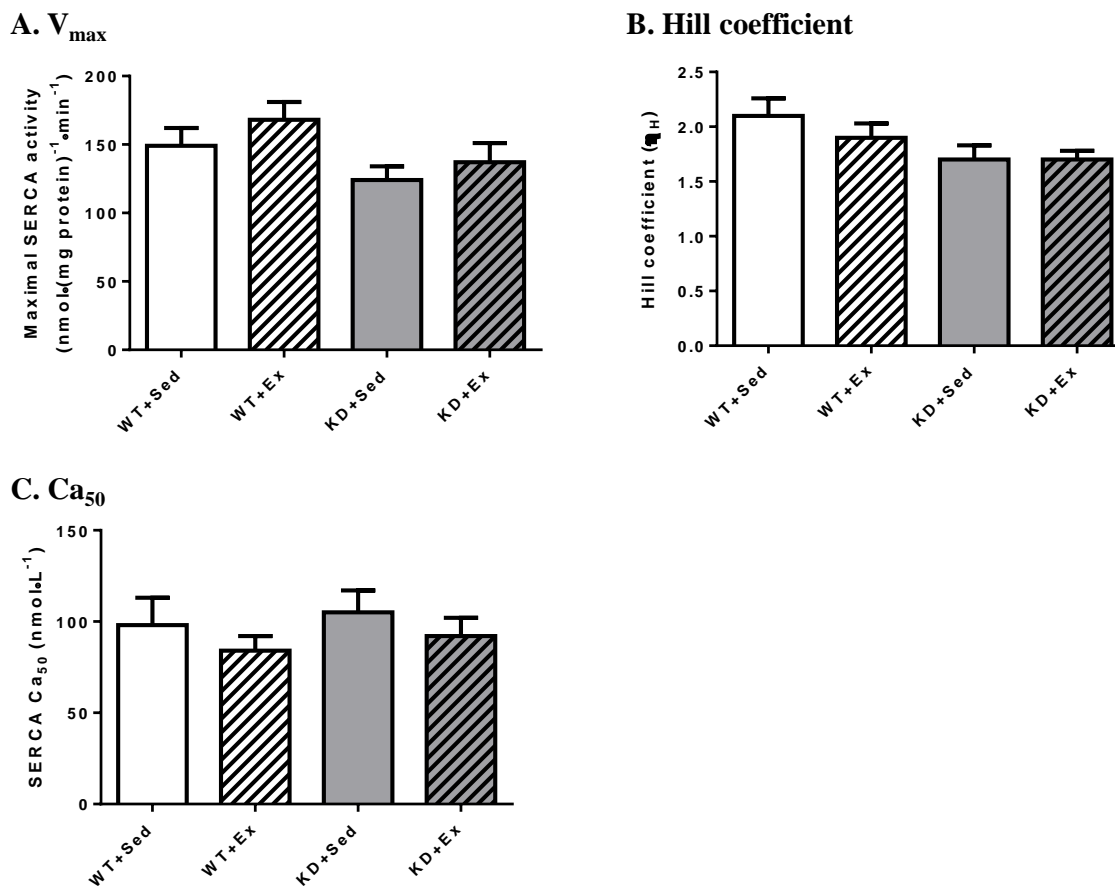 A. Vmax
Maximal SERCA activity
(nmol•(mg protein)⁻¹•min⁻¹)
200
150
100
50
0
WT+Sed
WT+Ex
KD+Sed
KD+Ex
B. Hill coefficient
Hill coefficient (ηH)
2.5
2.0
1.5
1.0
0.5
0.0
WT+Sed
WT+Ex
KD+Sed
KD+Ex
C. Ca₅₀
SERCA Ca₅₀ (nmol•L⁻¹)
150
100
50
0
WT+Sed
WT+Ex
KD+Sed
KD+Ex